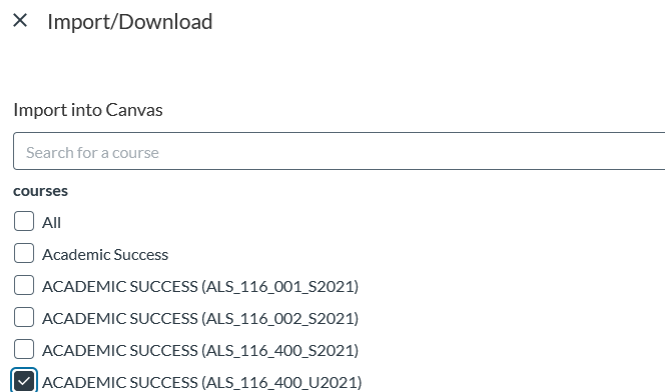 Import/Download
Import into Canvas
Search for a course
courses
All
Academic Success
ACADEMIC SUCCESS (ALS_116_001_S2021)
ACADEMIC SUCCESS (ALS_116_002_S2021)
ACADEMIC SUCCESS (ALS_116_400_S2021)
ACADEMIC SUCCESS (ALS_116_400_U2021)